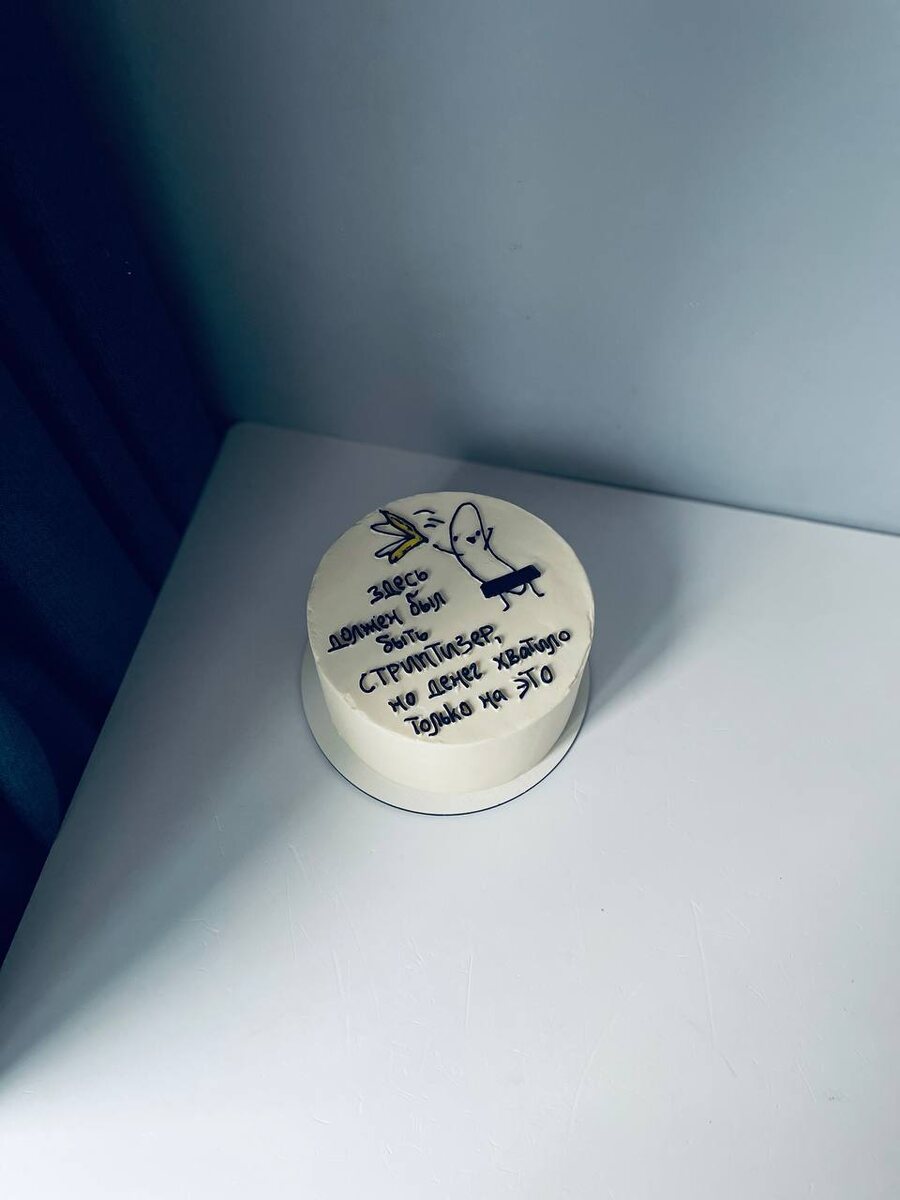 здесь
должен был
быть
СТРИПТИЗЕР,
но денег хватило
только на ЭТО